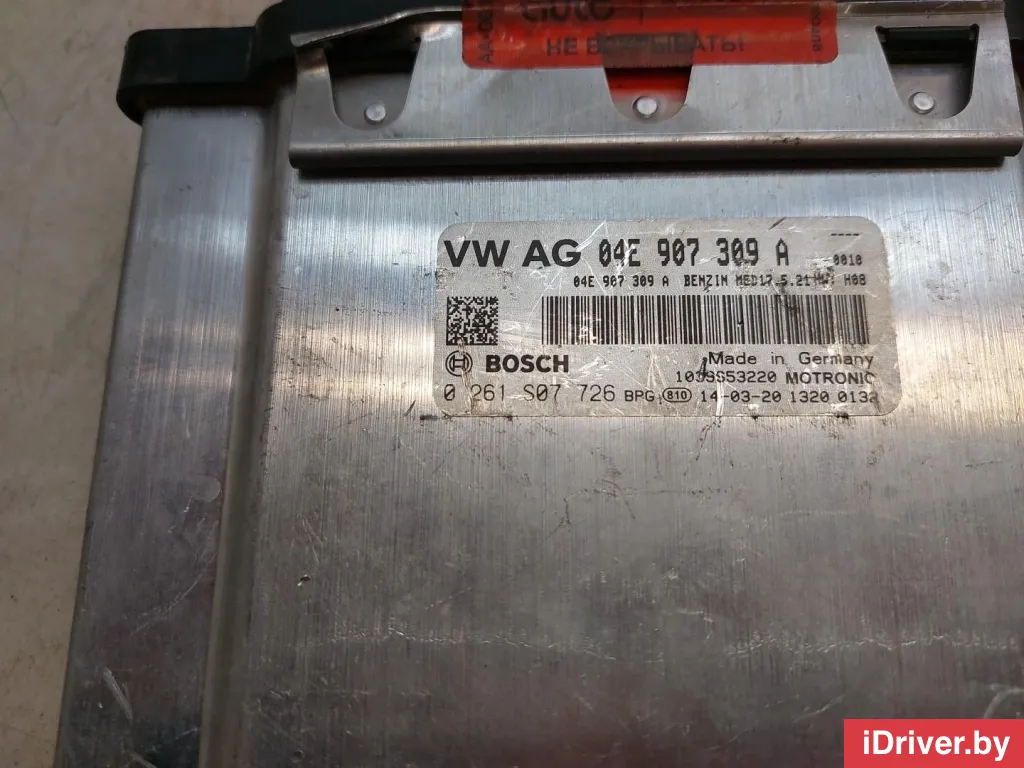 НЕ ВСКРЫВАТЬ!
VW AG 04E 907 309 A
0010
04E 907 309 A BENZIN MED17.5.21 H08
BOSCH
Made in Germany
1039S53220 MOTRONIC
0 261 S07 726 BPG 810 14-03-20 1320 0132
iDriver.by